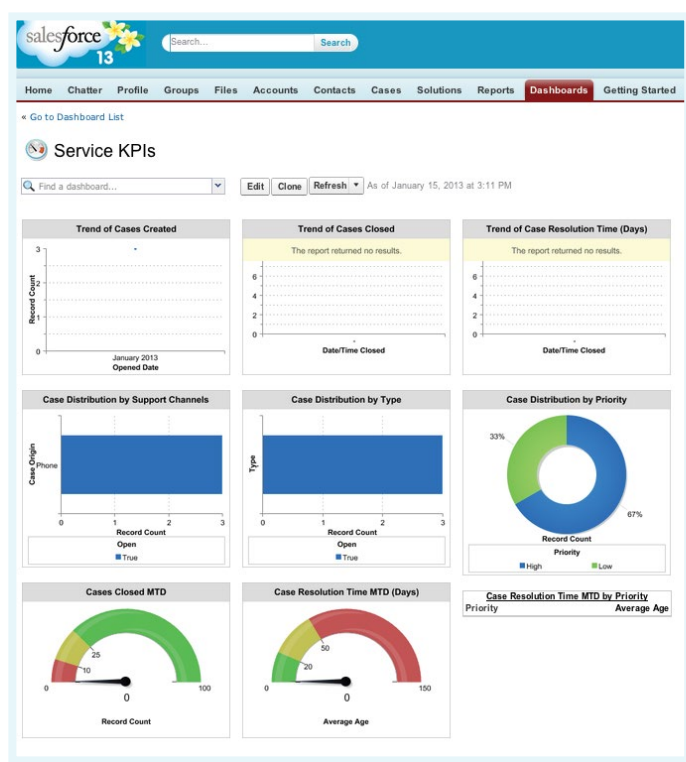 salesforce
13
Search...
Search
Home Chatter Profile Groups Files Accounts Contacts Cases Solutions Reports Dashboards Getting Started
« Go to Dashboard List
Service KPIs
Find a dashboard...
Edit Clone Refresh As of January 15, 2013 at 3:11 PM
Trend of Cases Created
3
2
1
0
Record Count
January 2013
Opened Date
Trend of Cases Closed
The report returned no results.
6
4
2
0
Date/Time Closed
Trend of Case Resolution Time (Days)
The report returned no results.
6
4
2
0
Date/Time Closed
Case Distribution by Support Channels
Case Origin
Phone
0 1 2 3
Record Count
Open
True
Case Distribution by Type
Type
0 1 2 3
Record Count
Open
True
Case Distribution by Priority
33%
67%
Record Count
Priority
High Low
Cases Closed MTD
25
10
0 100
0
Record Count
Case Resolution Time MTD (Days)
50
20
0 150
0
Average Age
Case Resolution Time MTD by Priority
Priority Average Age